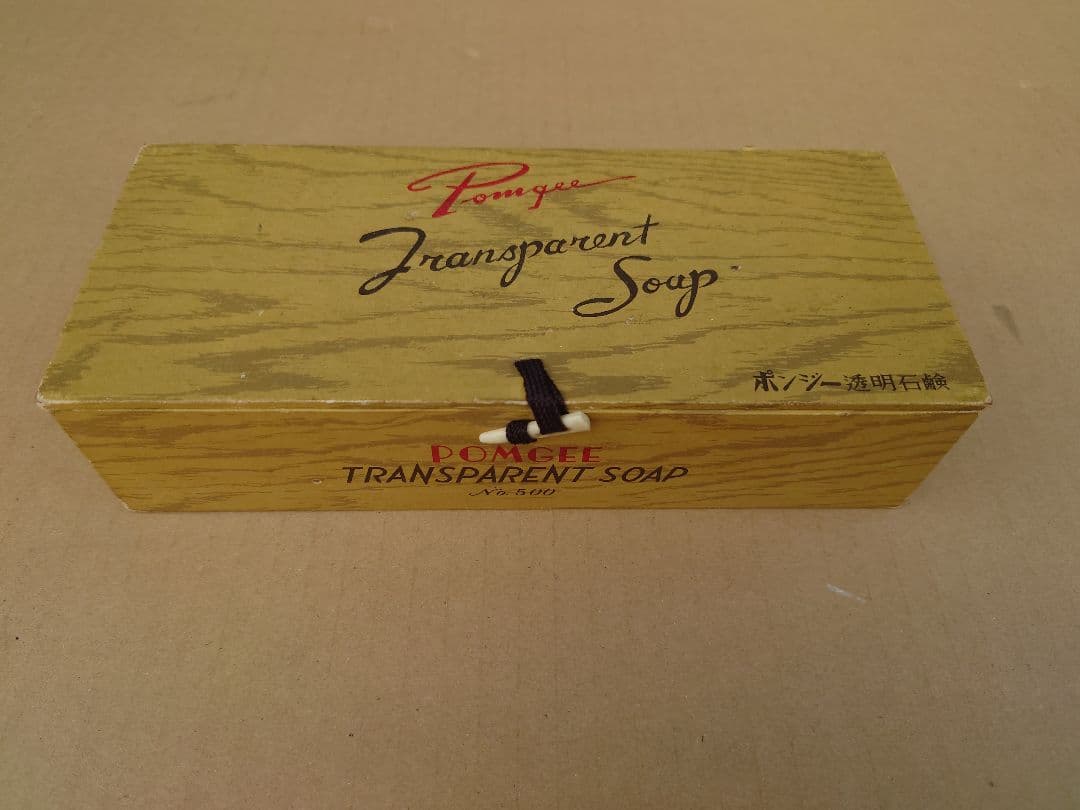 Pomgee
Transparent
Soap
ポンジー透明石鹸
POMGEE
TRANSPARENT SOAP
No. 500